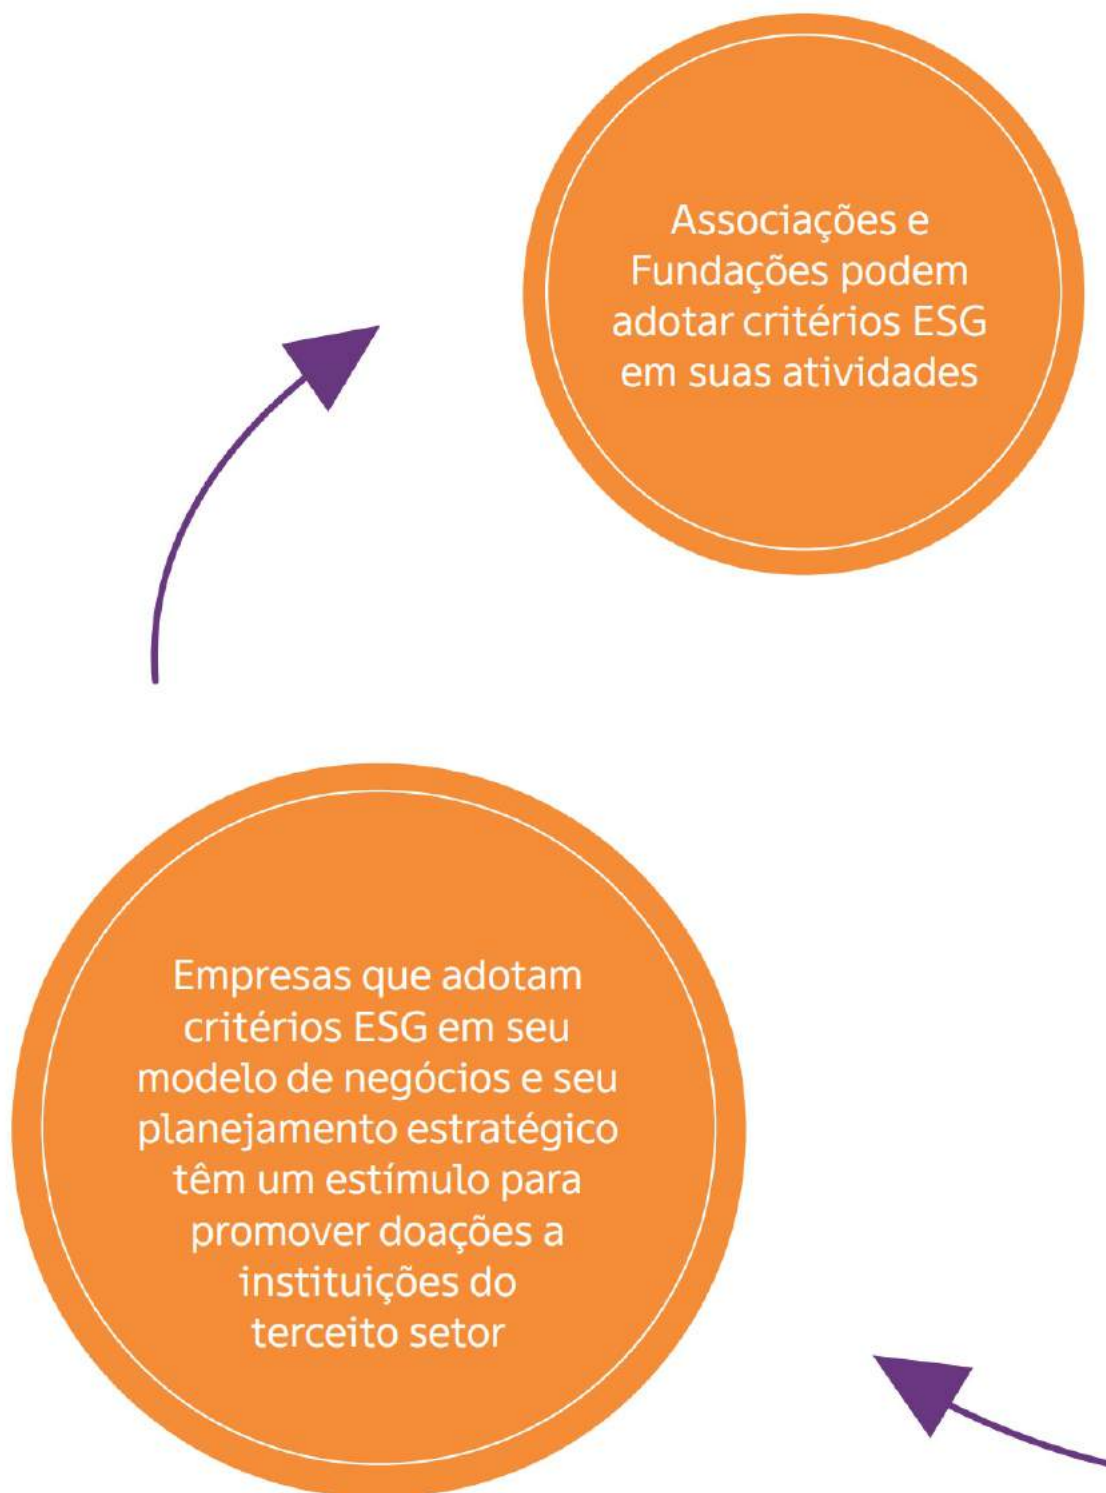 Associações e
Fundações podem
adotar critérios ESG
em suas atividades
Empresas que adotam
critérios ESG em seu
modelo de negócios e seu
planejamento estratégico
têm um estímulo para
promover doações a
instituições do
terceito setor